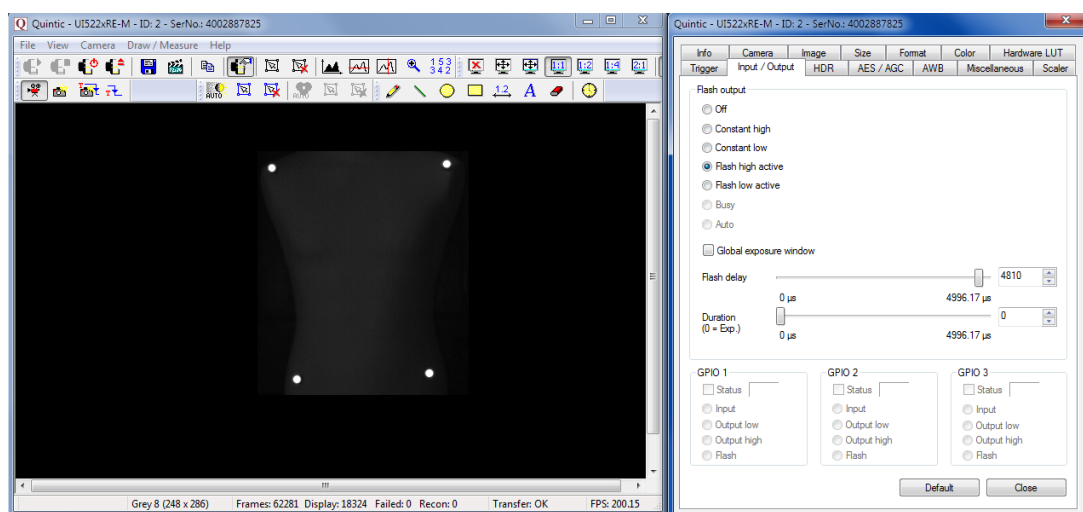 Quintic - UI522xRE-M - ID: 2 - SerNo.: 4002887825
File View Camera Draw / Measure Help
1 5 3
3 4 2
1:1 1:2 1:4 2:1
AUTO AUTO 1.2 A
Grey 8 (248 x 286) Frames: 62281 Display: 18324 Failed: 0 Recon: 0 Transfer: OK FPS: 200.15
Quintic - UI522xRE-M - ID: 2 - SerNo.: 4002887825
Info Camera Image Size Format Color Hardware LUT
Trigger Input / Output HDR AES / AGC AWB Miscellaneous Scaler
Flash output
Off
Constant high
Constant low
Flash high active
Flash low active
Busy
Auto
Global exposure window
Flash delay 4810
0 µs 4996.17 µs
Duration 0
(0 = Exp.)
0 µs 4996.17 µs
GPIO 1 GPIO 2 GPIO 3
Status Status Status
Input Input Input
Output low Output low Output low
Output high Output high Output high
Flash Flash Flash
Default Close